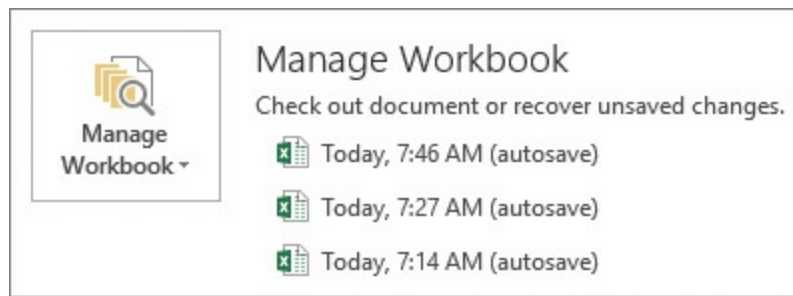 Manage Workbook
Check out document or recover unsaved changes.
Manage
Workbook
Today, 7:46 AM (autosave)
Today, 7:27 AM (autosave)
Today, 7:14 AM (autosave)